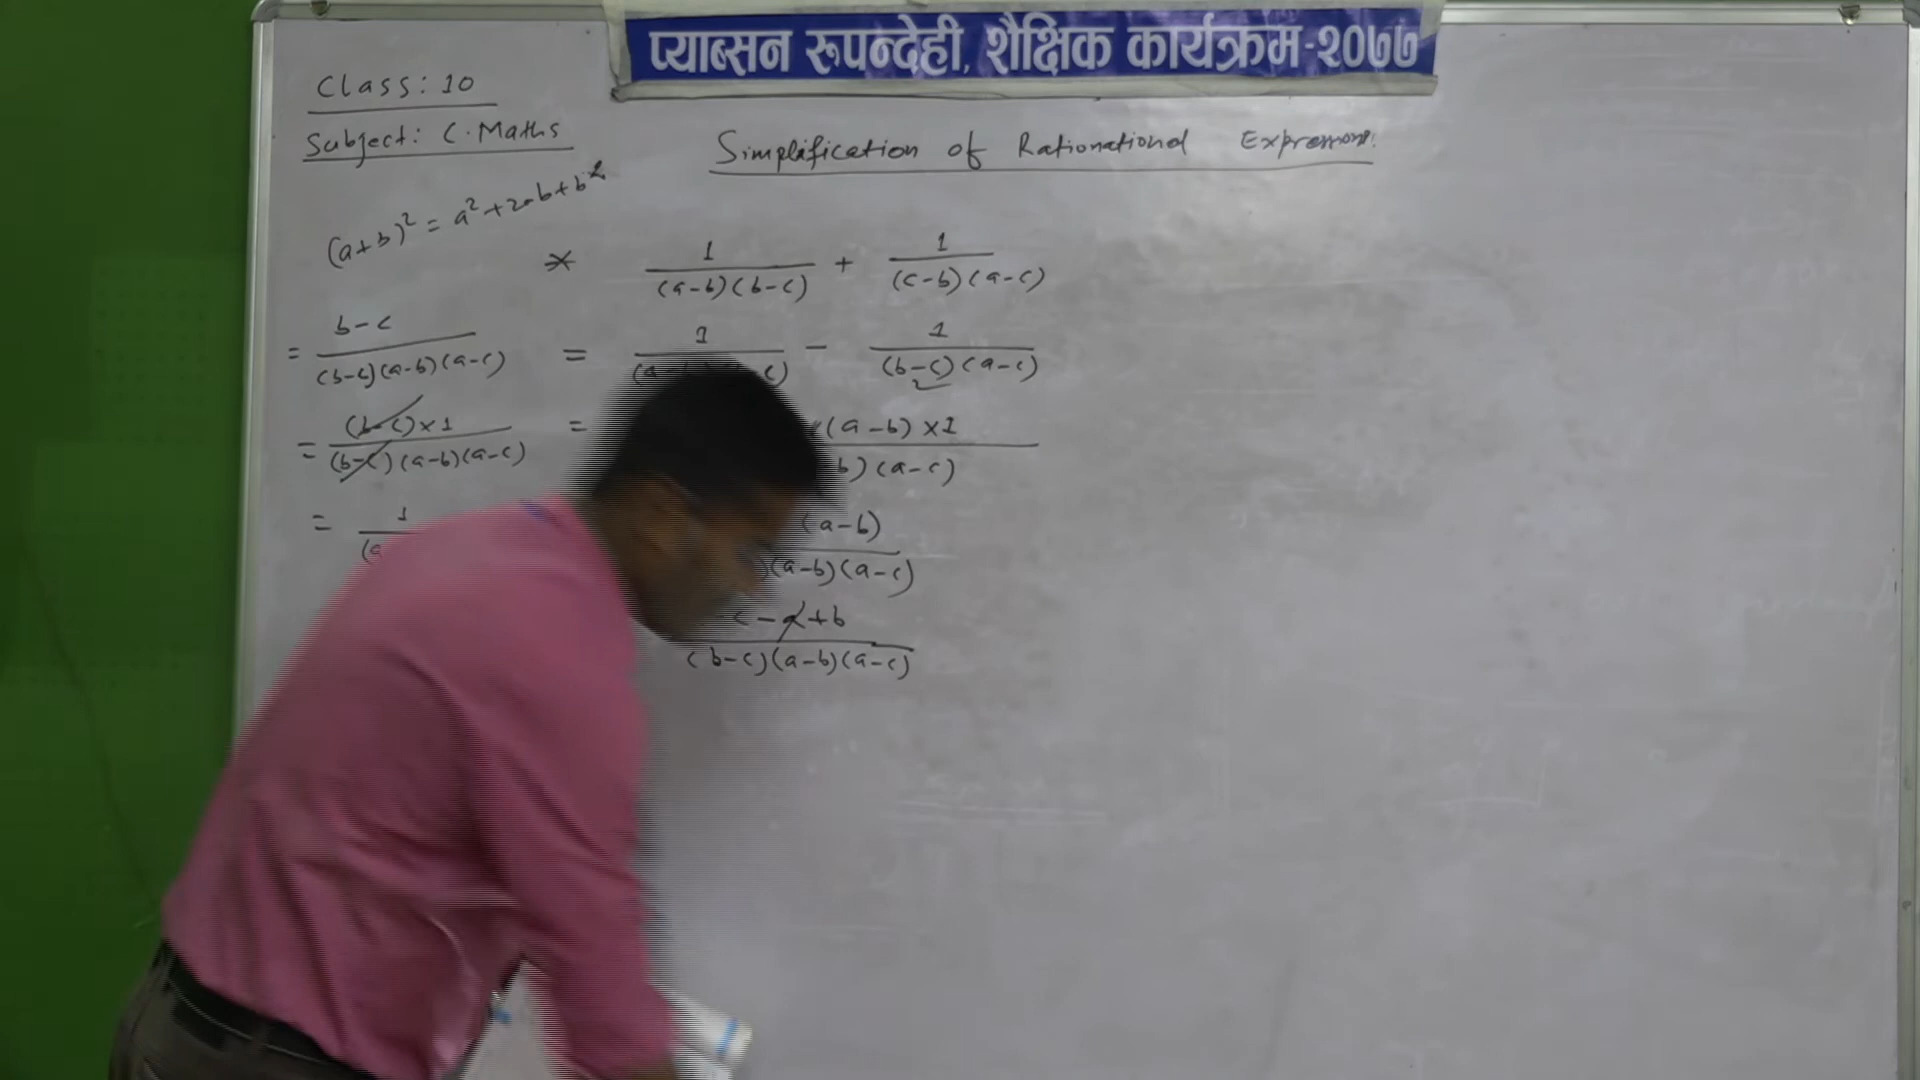 प्याब्सन रूपन्देही, शैक्षिक कार्यक्रम-२०७७
Class: 10
Subject: C. Maths
Simplification of Rationational Expressions.
(a+b)² = a² + 2ab + b²
* 1/((a-b)(b-c)) + 1/((c-b)(a-c))
= 1/( - 1/((b-c)(a-c))
= (a-b) × 1 / b)(a-c)
(a-b) / (a-b)(a-c)
c - a + b / (b-c)(a-b)(a-c)
= b-c / (b-c)(a-b)(a-c)
= (b-c) × 1 / (b-c)(a-b)(a-c)
= 1 / (a